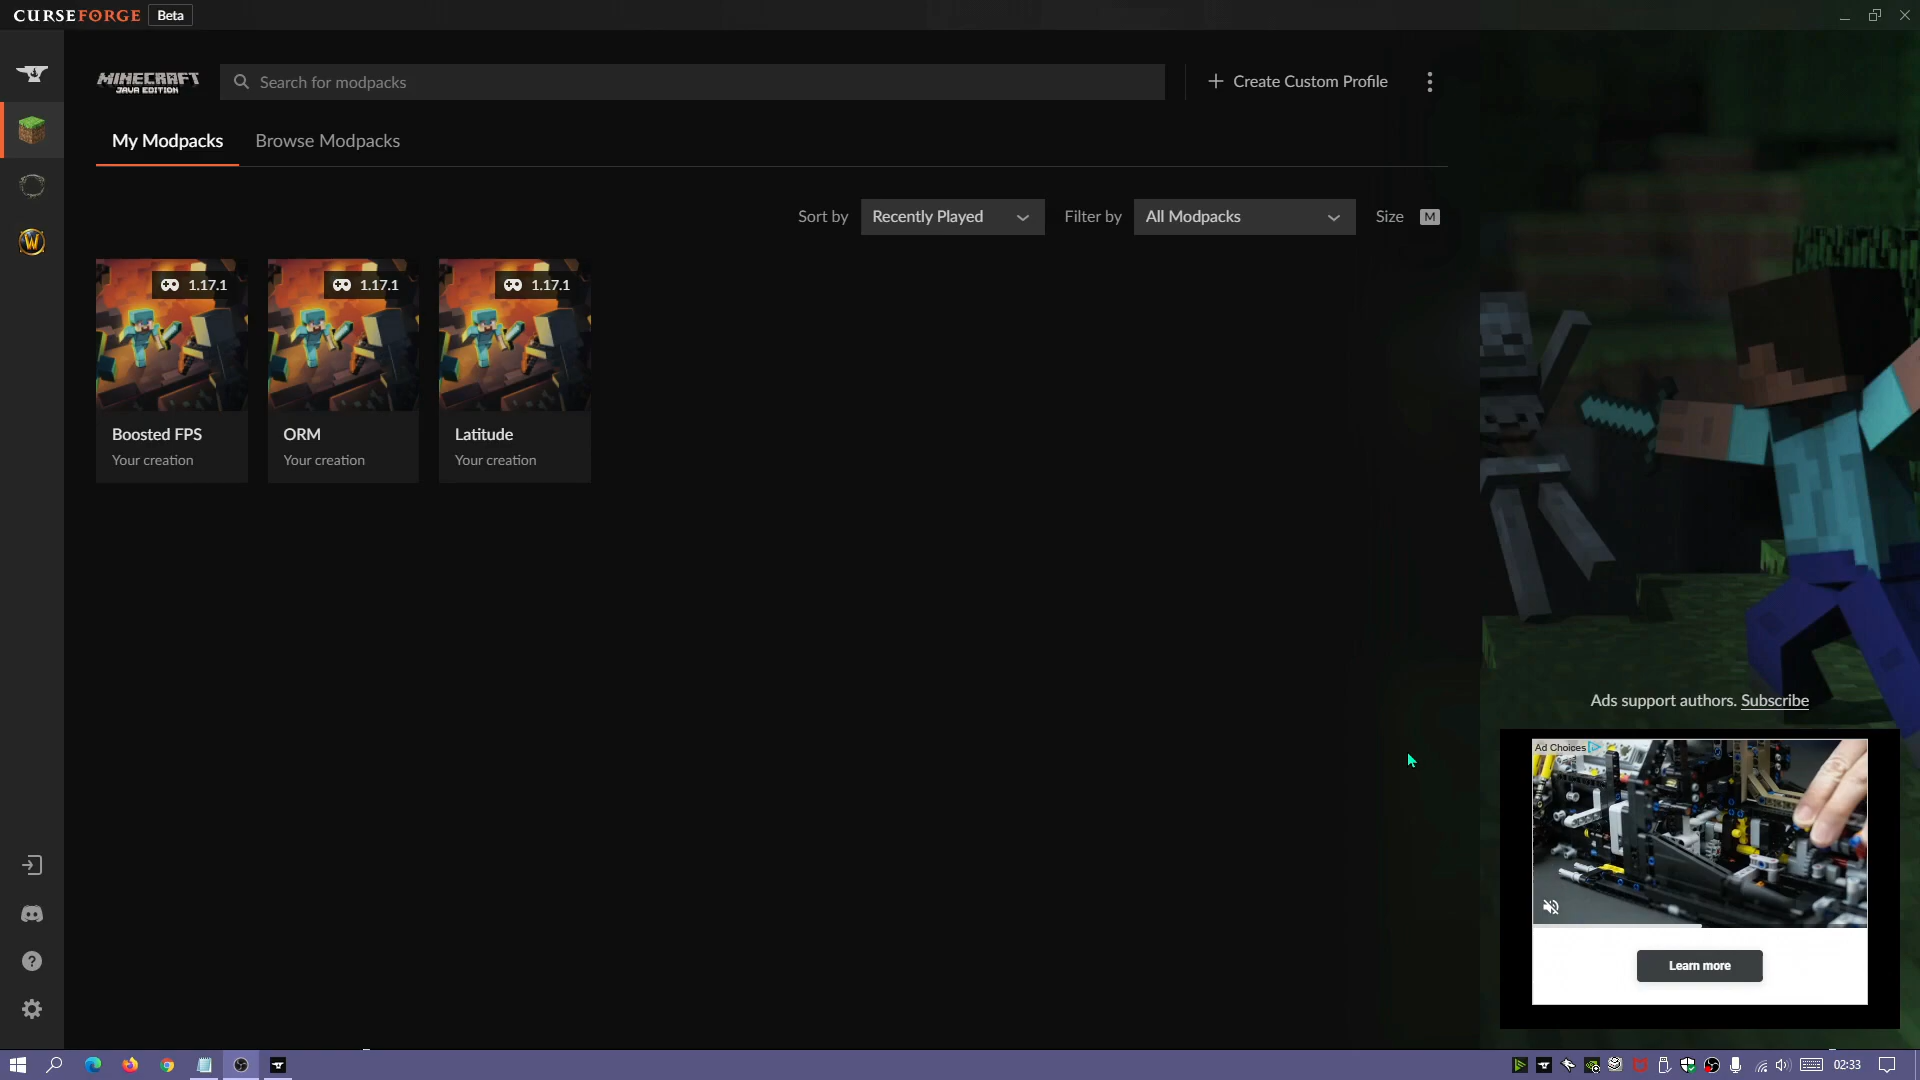 CURSEFORGE Beta
MINECRAFT
JAVA EDITION
Search for modpacks
Create Custom Profile
My Modpacks
Browse Modpacks
Sort by
Recently Played
Filter by
All Modpacks
Size
M
1.17.1
1.17.1
1.17.1
Boosted FPS
ORM
Latitude
Your creation
Your creation
Your creation
W
Ads support authors. Subscribe
Ad Choices
Learn more
02:33